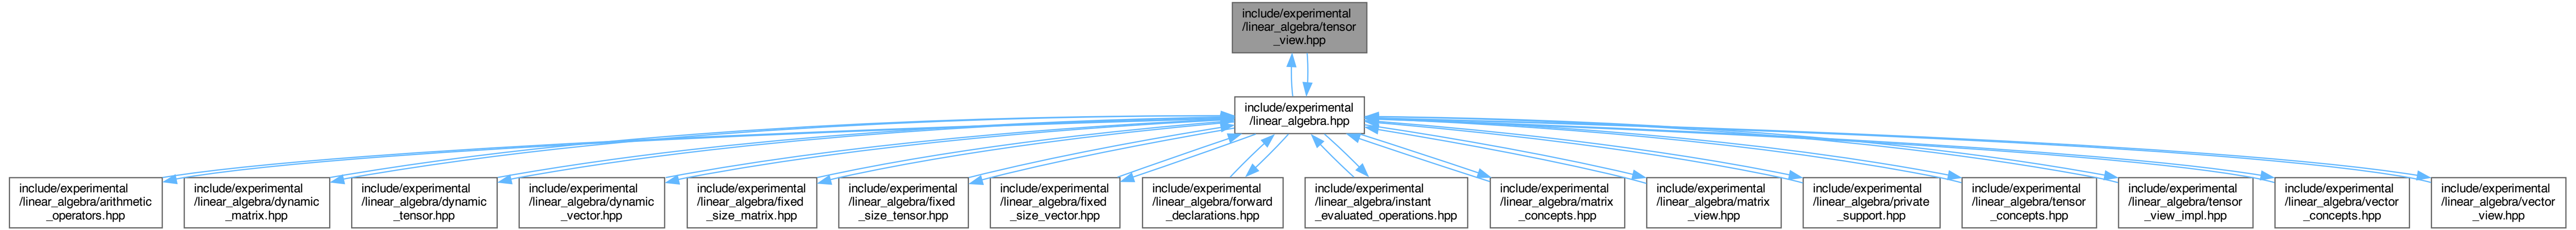 include/experimental
/linear_algebra/tensor
_view.hpp
include/experimental
/linear_algebra.hpp
include/experimental
/linear_algebra/arithmetic
_operators.hpp
include/experimental
/linear_algebra/dynamic
_matrix.hpp
include/experimental
/linear_algebra/dynamic
_tensor.hpp
include/experimental
/linear_algebra/dynamic
_vector.hpp
include/experimental
/linear_algebra/fixed
_size_matrix.hpp
include/experimental
/linear_algebra/fixed
_size_tensor.hpp
include/experimental
/linear_algebra/fixed
_size_vector.hpp
include/experimental
/linear_algebra/forward
_declarations.hpp
include/experimental
/linear_algebra/instant
_evaluated_operations.hpp
include/experimental
/linear_algebra/matrix
_concepts.hpp
include/experimental
/linear_algebra/matrix
_view.hpp
include/experimental
/linear_algebra/private
_support.hpp
include/experimental
/linear_algebra/tensor
_concepts.hpp
include/experimental
/linear_algebra/tensor
_view_impl.hpp
include/experimental
/linear_algebra/vector
_concepts.hpp
include/experimental
/linear_algebra/vector
_view.hpp